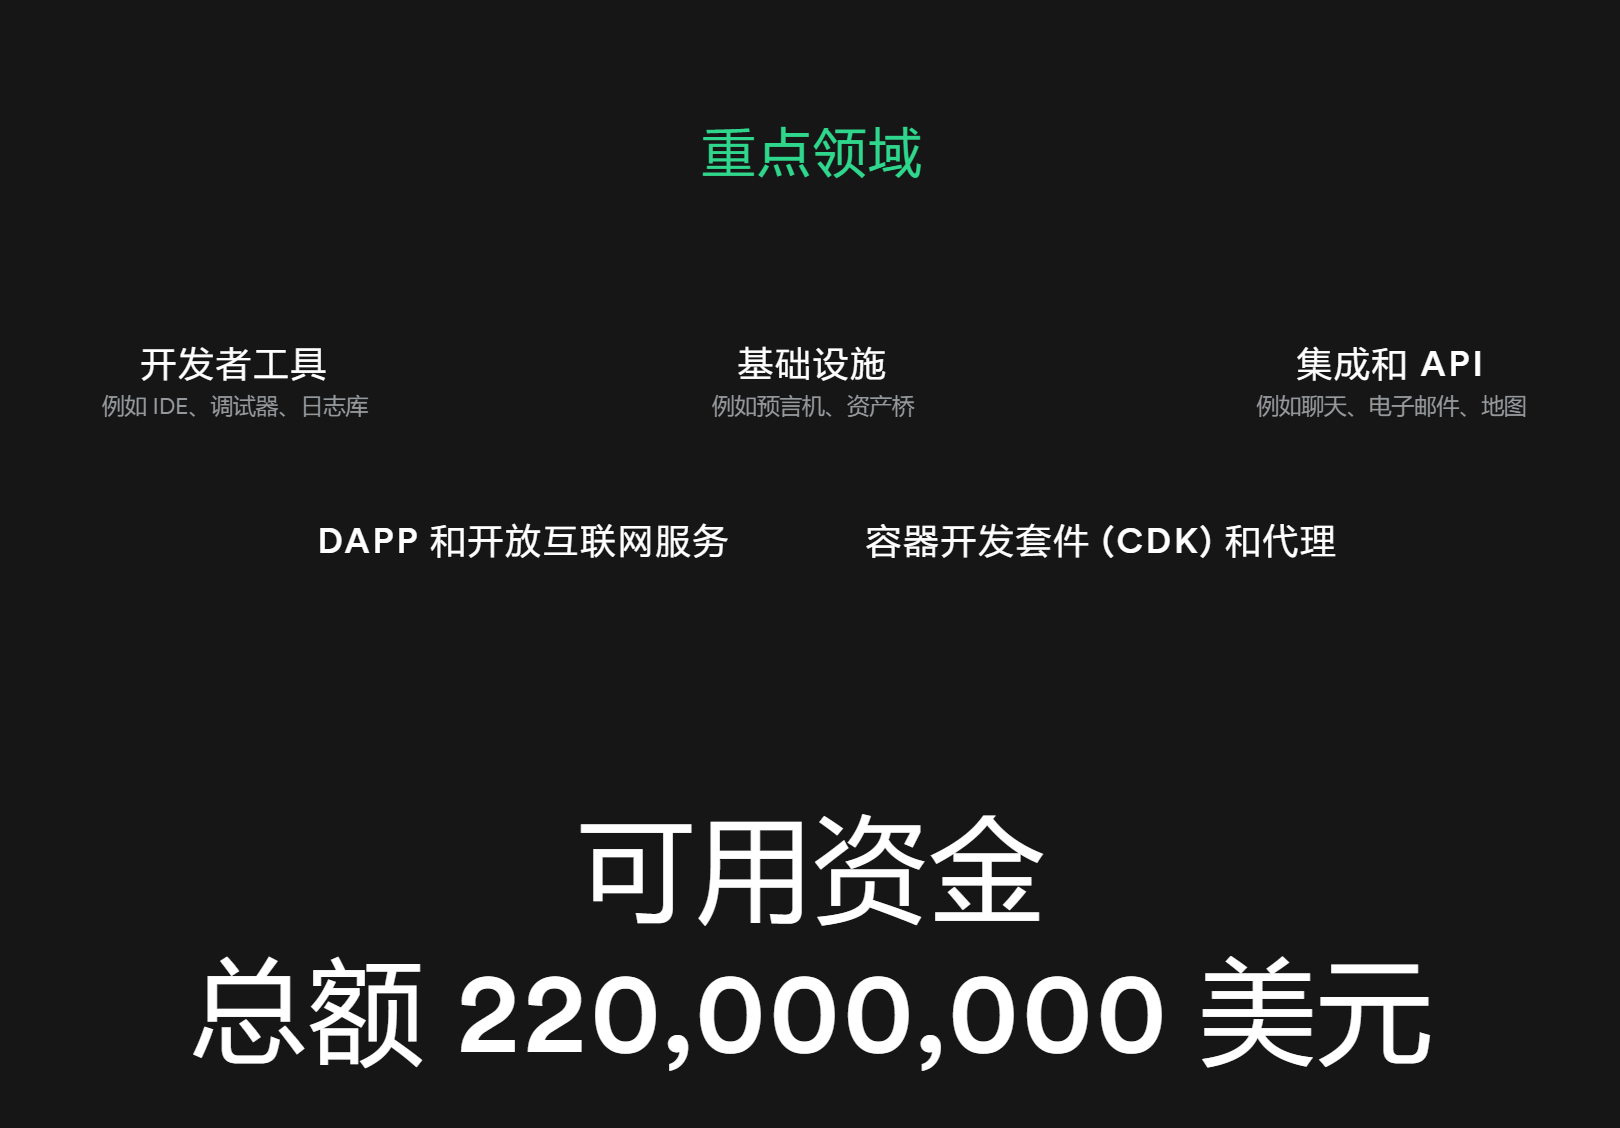 重点领域
开发者工具
例如 IDE、调试器、日志库
基础设施
例如预言机、资产桥
集成和 API
例如聊天、电子邮件、地图
DAPP 和开放互联网服务
容器开发套件 (CDK) 和代理
可用资金
总额 220,000,000 美元